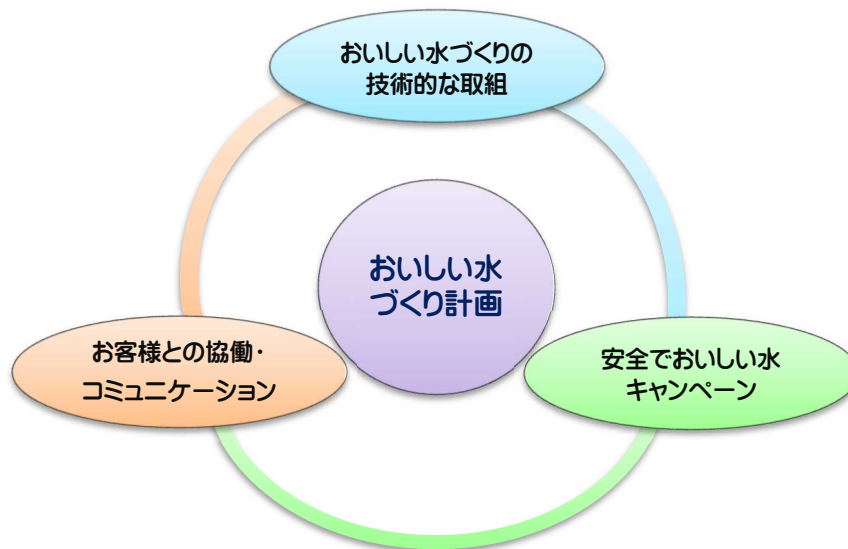 おいしい水づくりの
技術的な取組
おいしい水
づくり計画
お客様との協働・
コミュニケーション
安全でおいしい水
キャンペーン